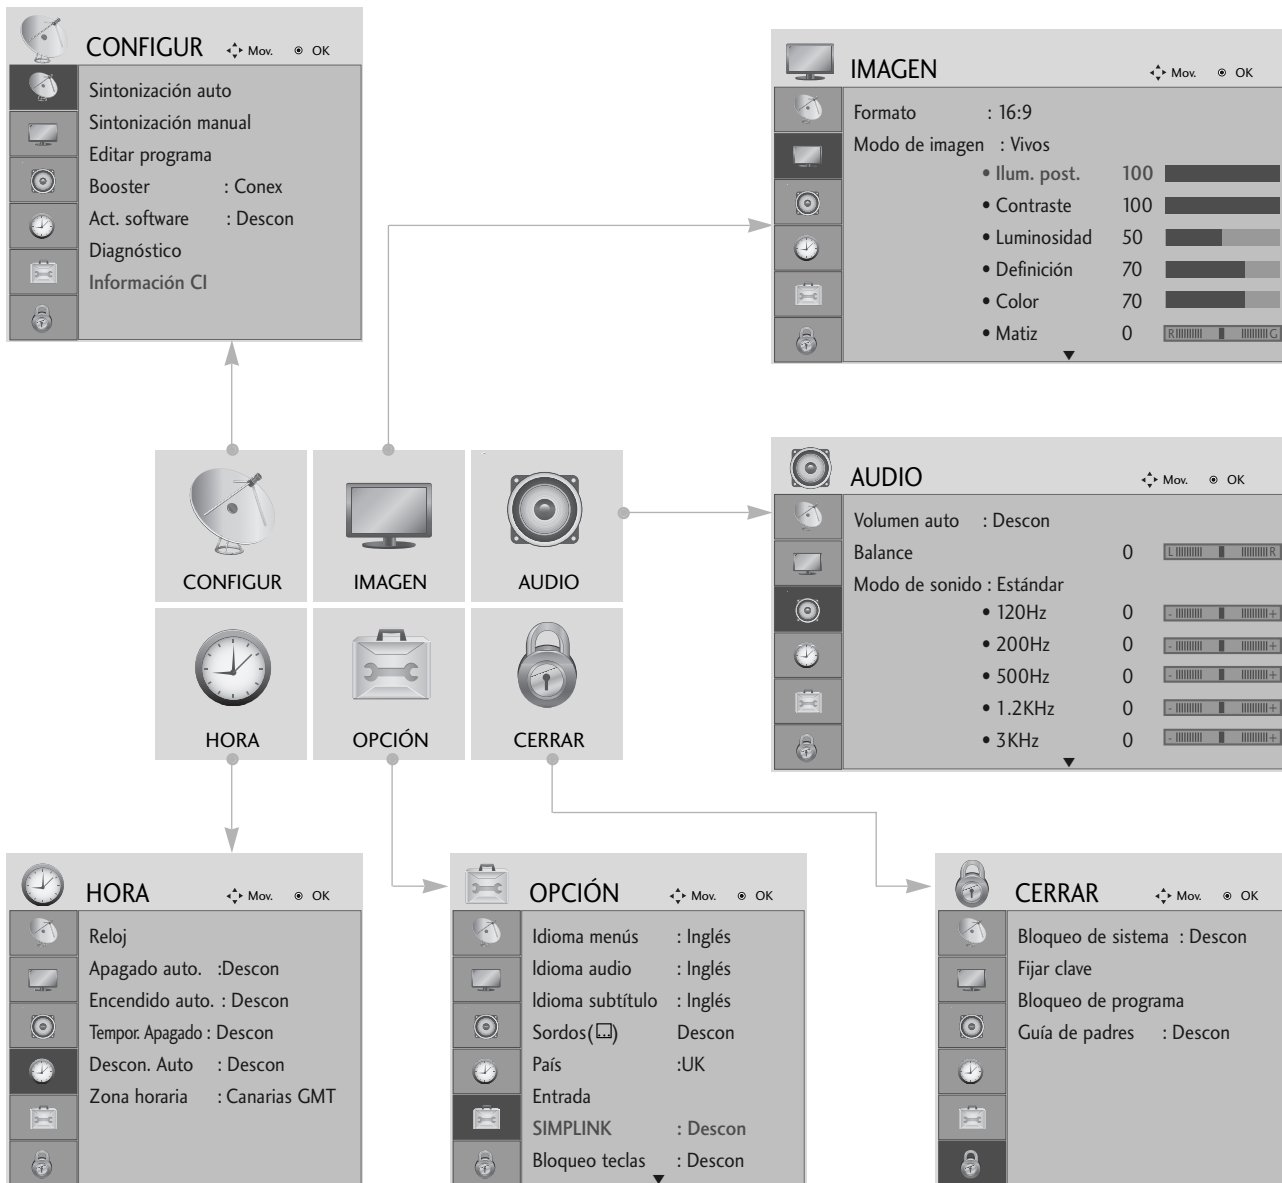 CONFIGUR Mov. OK
Sintonización auto
Sintonización manual
Editar programa
Booster : Conex
Act. software : Descon
Diagnóstico
Información CI
IMAGEN Mov. OK
Formato : 16:9
Modo de imagen : Vivos
• Ilum. post. 100
• Contraste 100
• Luminosidad 50
• Definición 70
• Color 70
• Matiz 0 R G
CONFIGUR IMAGEN AUDIO
HORA OPCIÓN CERRAR
AUDIO Mov. OK
Volumen auto : Descon
Balance 0 L R
Modo de sonido : Estándar
• 120Hz 0 - +
• 200Hz 0 - +
• 500Hz 0 - +
• 1.2KHz 0 - +
• 3KHz 0 - +
HORA Mov. OK
Reloj
Apagado auto. :Descon
Encendido auto. : Descon
Tempor. Apagado : Descon
Descon. Auto : Descon
Zona horaria : Canarias GMT
OPCIÓN Mov. OK
Idioma menús : Inglés
Idioma audio : Inglés
Idioma subtítulo : Inglés
Sordos( ) Descon
País :UK
Entrada
SIMPLINK : Descon
Bloqueo teclas : Descon
CERRAR Mov. OK
Bloqueo de sistema : Descon
Fijar clave
Bloqueo de programa
Guía de padres : Descon